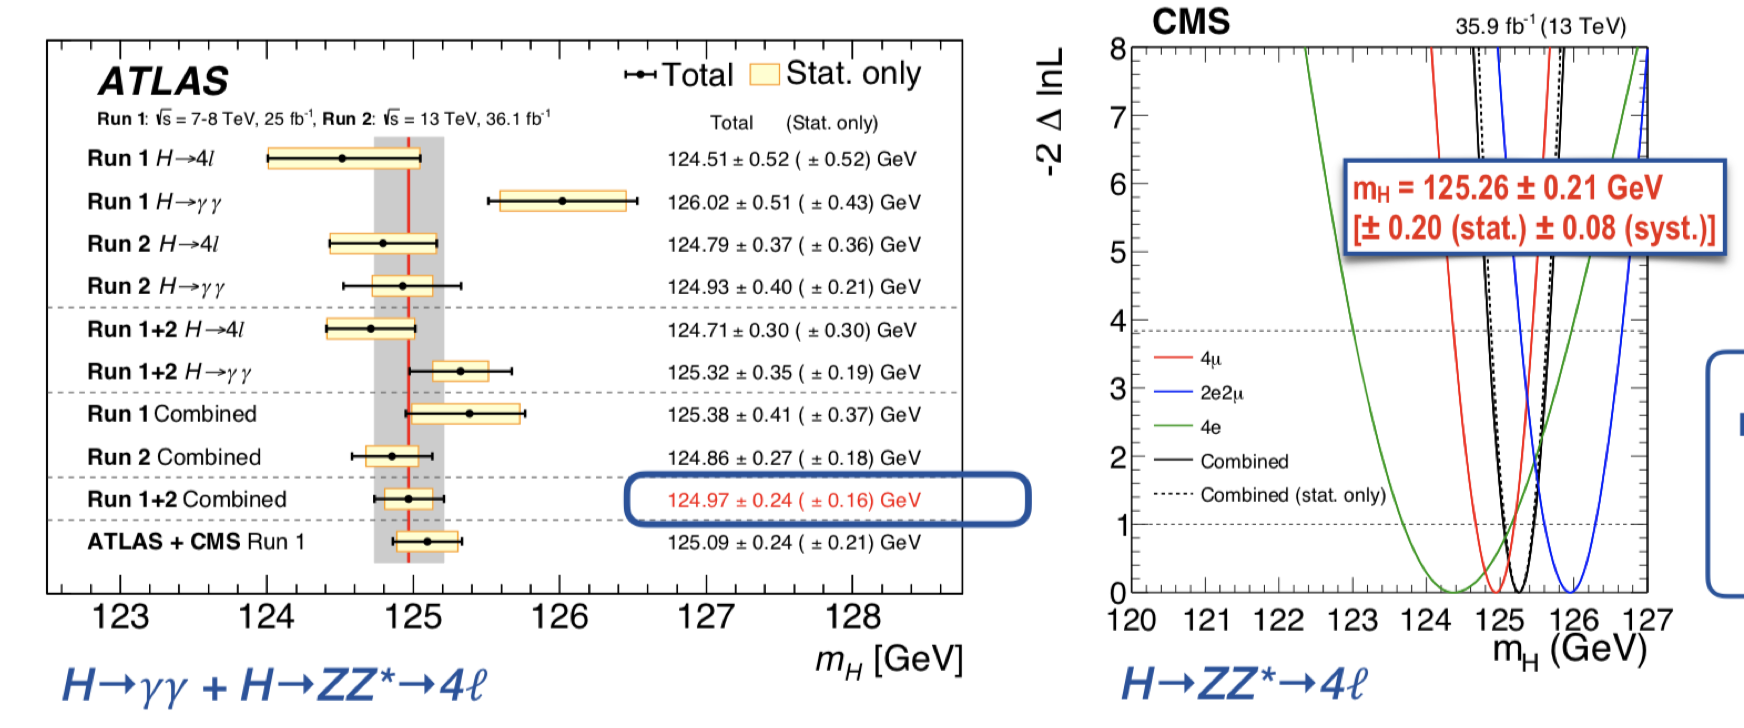 ATLAS
Total Stat. only
Run 1: √s = 7-8 TeV, 25 fb⁻¹, Run 2: √s = 13 TeV, 36.1 fb⁻¹
Total (Stat. only)
Run 1 H→4l 124.51 ± 0.52 ( ± 0.52) GeV
Run 1 H→γγ 126.02 ± 0.51 ( ± 0.43) GeV
Run 2 H→4l 124.79 ± 0.37 ( ± 0.36) GeV
Run 2 H→γγ 124.93 ± 0.40 ( ± 0.21) GeV
Run 1+2 H→4l 124.71 ± 0.30 ( ± 0.30) GeV
Run 1+2 H→γγ 125.32 ± 0.35 ( ± 0.19) GeV
Run 1 Combined 125.38 ± 0.41 ( ± 0.37) GeV
Run 2 Combined 124.86 ± 0.27 ( ± 0.18) GeV
Run 1+2 Combined 124.97 ± 0.24 ( ± 0.16) GeV
ATLAS + CMS Run 1 125.09 ± 0.24 ( ± 0.21) GeV
123 124 125 126 127 128
m_H [GeV]
H→γγ + H→ZZ*→4ℓ
CMS
35.9 fb⁻¹ (13 TeV)
-2 Δ lnL
8
7
6
5
4
3
2
1
0
m_H = 125.26 ± 0.21 GeV
[± 0.20 (stat.) ± 0.08 (syst.)]
4μ
2e2μ
4e
Combined
Combined (stat. only)
120 121 122 123 124 125 126 127
m_H (GeV)
H→ZZ*→4ℓ